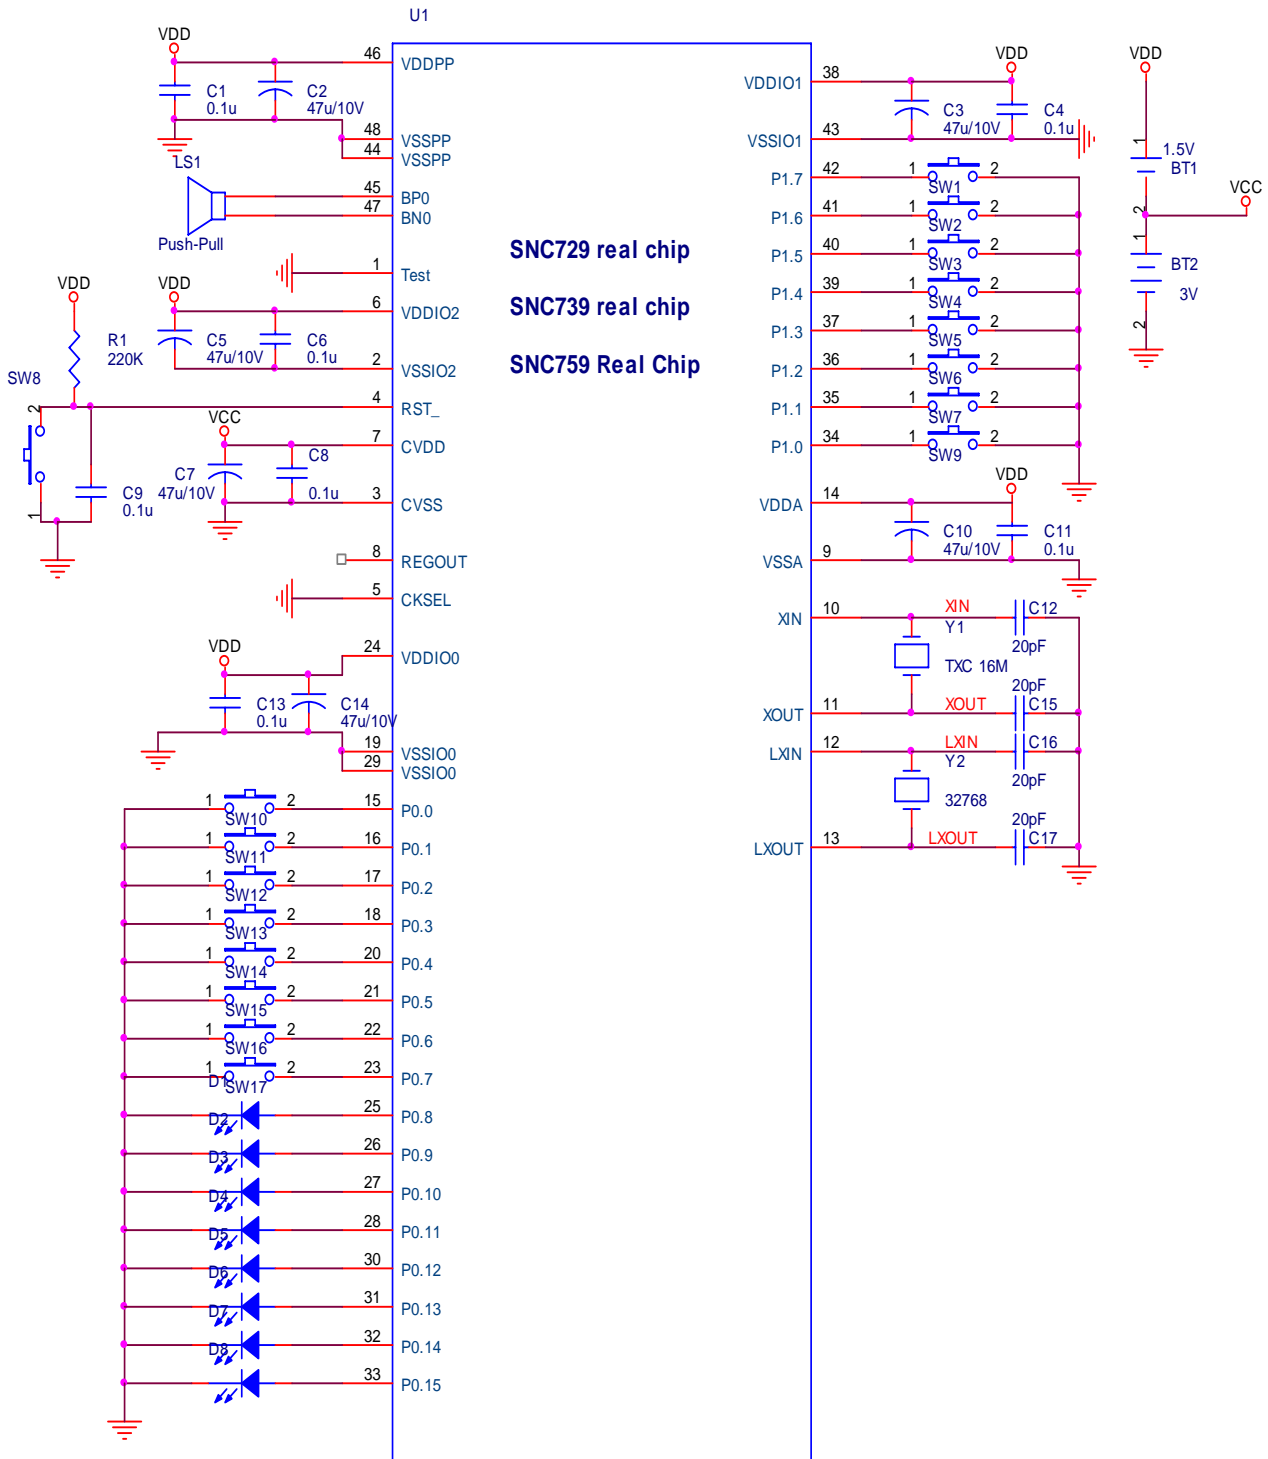 U1
VDD
46
VDDPP
C1
0.1u
C2
47u/10V
48
VSSPP
44
VSSPP
LS1
45
BP0
47
BN0
Push-Pull
1
Test
VDD
VDD
6
VDDIO2
R1
220K
C5
47u/10V
C6
0.1u
2
VSSIO2
SW8
2
1
4
RST_
VCC
7
CVDD
C7
47u/10V
C8
0.1u
C9
0.1u
3
CVSS
8
REGOUT
5
CKSEL
VDD
24
VDDIO0
C13
0.1u
C14
47u/10V
19
VSSIO0
29
VSSIO0
1 SW10 2 15 P0.0
1 SW11 2 16 P0.1
1 SW12 2 17 P0.2
1 SW13 2 18 P0.3
1 SW14 2 20 P0.4
1 SW15 2 21 P0.5
1 SW16 2 22 P0.6
1 SW17 2 23 P0.7
D1
25 P0.8
D2
26 P0.9
D3
27 P0.10
D4
28 P0.11
D5
30 P0.12
D6
31 P0.13
D7
32 P0.14
D8
33 P0.15
SNC729 real chip
SNC739 real chip
SNC759 Real Chip
VDD
VDDIO1
38
C3
47u/10V
C4
0.1u
VSSIO1
43
P1.7 42 1 SW1 2
P1.6 41 1 SW2 2
P1.5 40 1 SW3 2
P1.4 39 1 SW4 2
P1.3 37 1 SW5 2
P1.2 36 1 SW6 2
P1.1 35 1 SW7 2
P1.0 34 1 SW9 2
VDD
VDDA
14
C10
47u/10V
C11
0.1u
VSSA
9
XIN
10
XIN
C12
20pF
Y1
TXC 16M
20pF
XOUT
11
XOUT
C15
LXIN
12
LXIN
C16
20pF
Y2
32768
20pF
LXOUT
13
LXOUT
C17
VDD
1
1.5V
BT1
2
VCC
1
BT2
3V
2